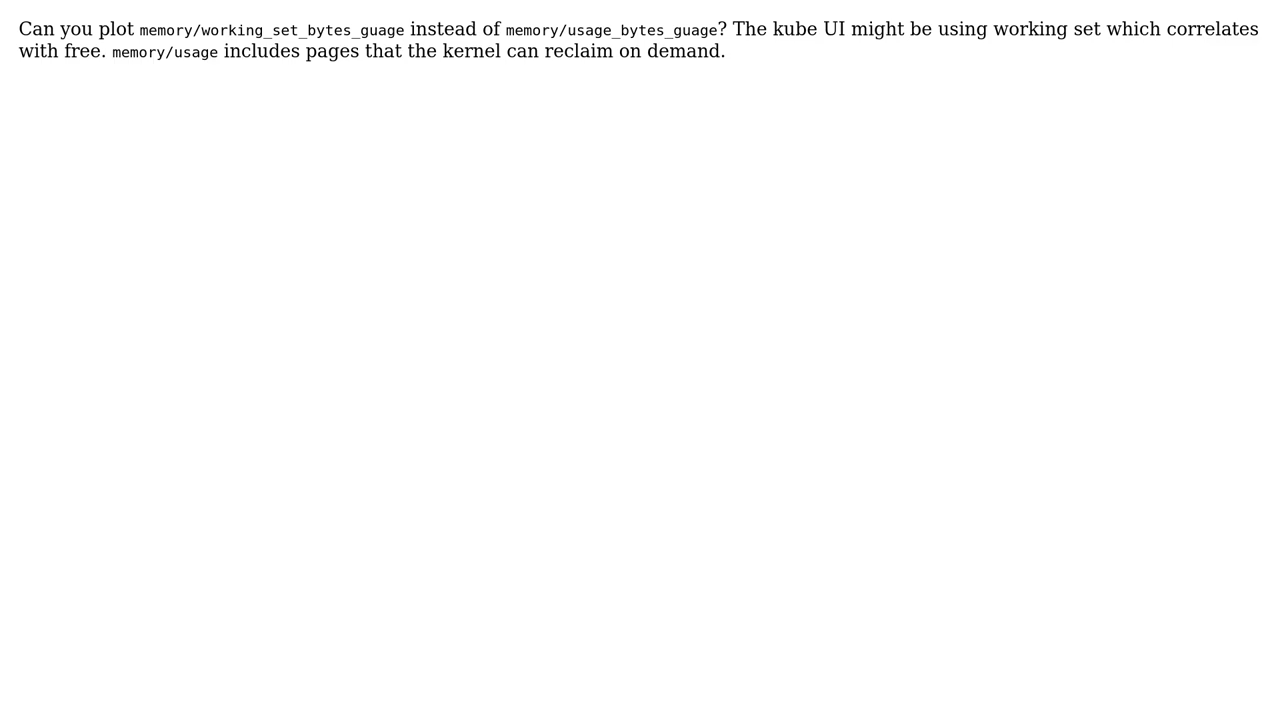 Can you plot memory/working_set_bytes_guage instead of memory/usage_bytes_guage? The kube UI might be using working set which correlates
with free. memory/usage includes pages that the kernel can reclaim on demand.